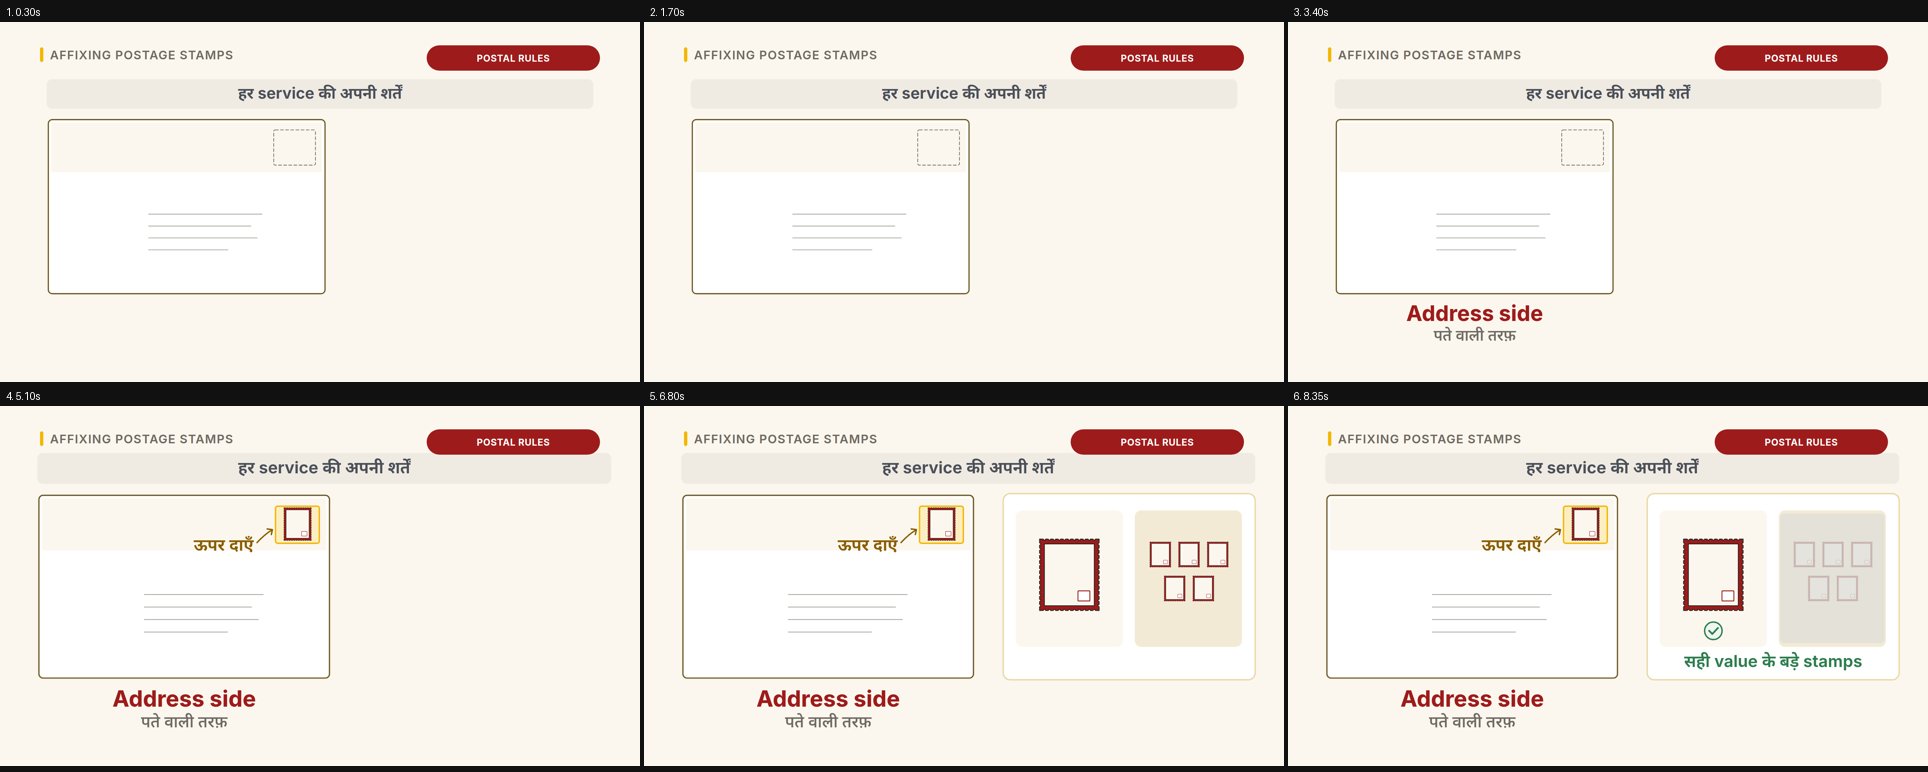 1. 0.30s
AFFIXING POSTAGE STAMPS
POSTAL RULES
हर service की अपनी शर्तें
2. 1.70s
AFFIXING POSTAGE STAMPS
POSTAL RULES
हर service की अपनी शर्तें
3. 3.40s
AFFIXING POSTAGE STAMPS
POSTAL RULES
हर service की अपनी शर्तें
Address side
पते वाली तरफ़
4. 5.10s
AFFIXING POSTAGE STAMPS
POSTAL RULES
हर service की अपनी शर्तें
ऊपर दाएँ
Address side
पते वाली तरफ़
5. 6.80s
AFFIXING POSTAGE STAMPS
POSTAL RULES
हर service की अपनी शर्तें
ऊपर दाएँ
Address side
पते वाली तरफ़
6. 8.35s
AFFIXING POSTAGE STAMPS
POSTAL RULES
हर service की अपनी शर्तें
ऊपर दाएँ
सही value के बड़े stamps
Address side
पते वाली तरफ़